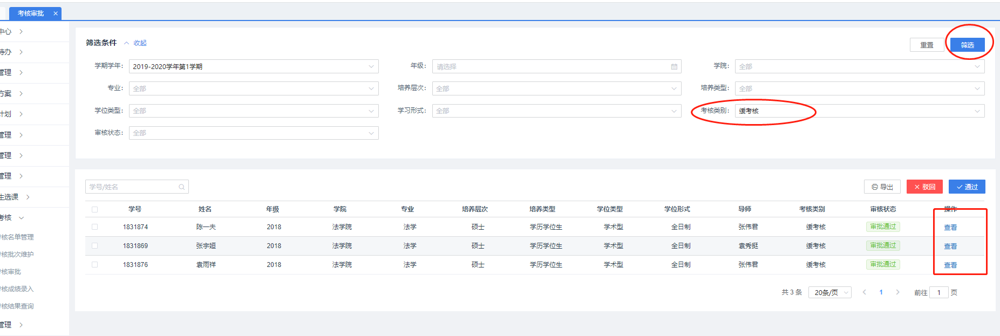 考核审批 ×
中心
待办
管理
方案
计划
管理
管理
管理
生选课
考核
考核名单管理
考核批次维护
考核审批
考核成绩录入
考核结果查询
管理
筛选条件 收起
重置 筛选
学期学年: 2019-2020学年第1学期 年级: 请选择 学院: 全部
专业: 全部 培养层次: 全部 培养类型: 全部
学位类型: 全部 学习形式: 全部 考核类别: 缓考核
审核状态: 全部
学号/姓名 导出 驳回 通过
学号 姓名 年级 学院 专业 培养层次 培养类型 学位类型 学位形式 导师 考核类别 审核状态 操作
1831874 陈一夫 2018 法学院 法学 硕士 学历学位生 学术型 全日制 张伟君 缓考核 审批通过 查看
1831869 张宇姮 2018 法学院 法学 硕士 学历学位生 学术型 全日制 袁秀挺 缓考核 审批通过 查看
1831876 袁雨祥 2018 法学院 法学 硕士 学历学位生 学术型 全日制 张伟君 缓考核 审批通过 查看
共 3 条 20条/页 1 前往 1 页